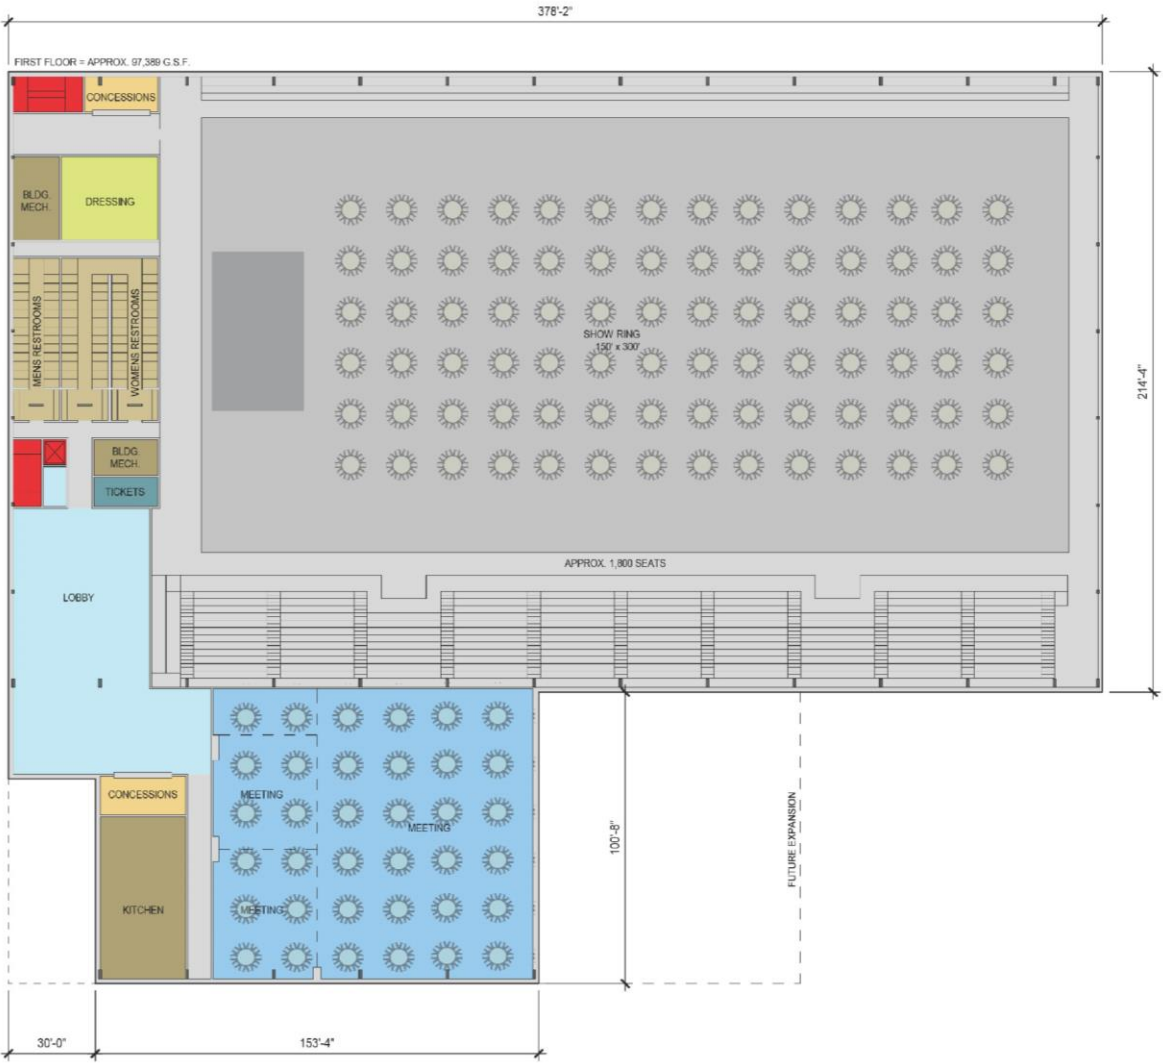 378'-2"
FIRST FLOOR = APPROX. 97,389 G.S.F.
CONCESSIONS
BLDG.
MECH.
DRESSING
MENS RESTROOMS
WOMENS RESTROOMS
SHOW RING
150' x 300'
214'-4"
BLDG.
MECH.
TICKETS
APPROX. 1,800 SEATS
LOBBY
CONCESSIONS
MEETING
MEETING
100'-8"
FUTURE EXPANSION
KITCHEN
MEETING
30'-0"
153'-4"